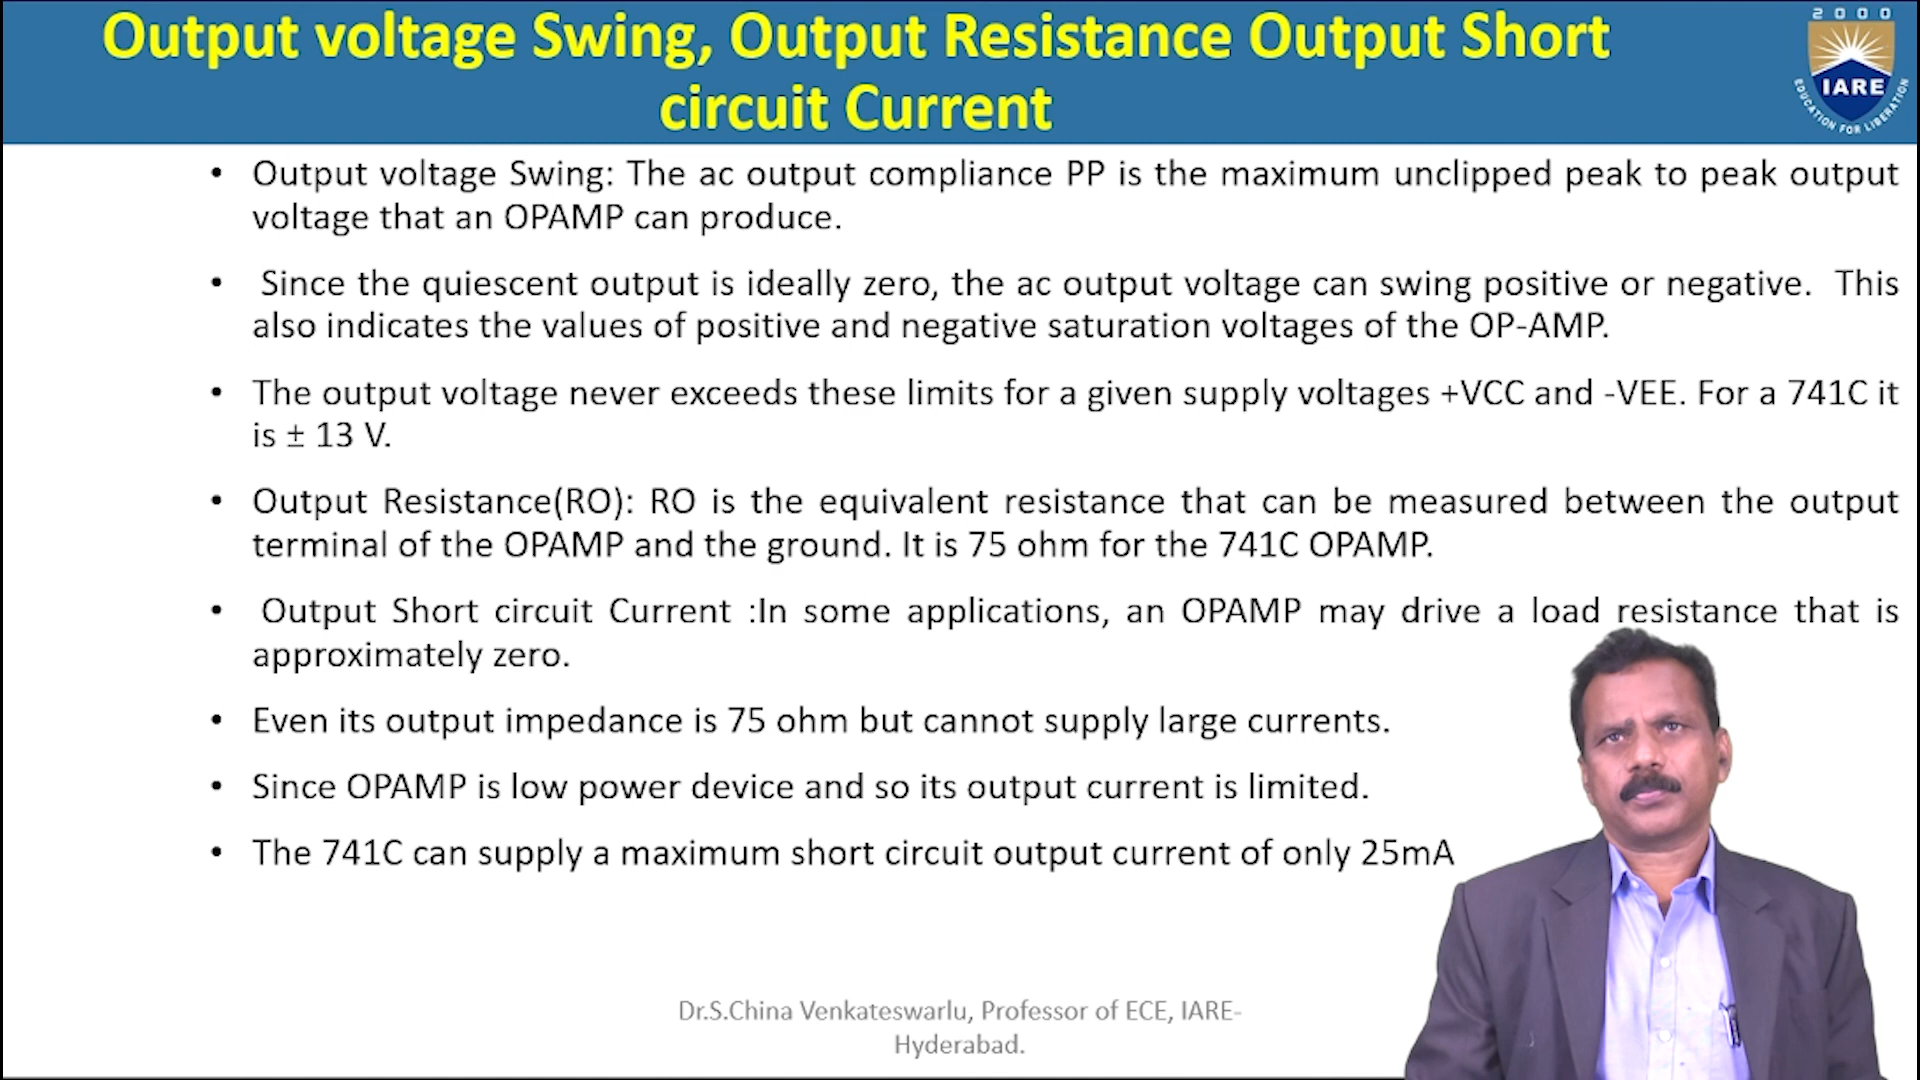 Output voltage Swing, Output Resistance Output Short
circuit Current
2000
IARE
EDUCATION FOR LIBERATION
• Output voltage Swing: The ac output compliance PP is the maximum unclipped peak to peak output
voltage that an OPAMP can produce.
• Since the quiescent output is ideally zero, the ac output voltage can swing positive or negative. This
also indicates the values of positive and negative saturation voltages of the OP-AMP.
• The output voltage never exceeds these limits for a given supply voltages +VCC and -VEE. For a 741C it
is ± 13 V.
• Output Resistance(RO): RO is the equivalent resistance that can be measured between the output
terminal of the OPAMP and the ground. It is 75 ohm for the 741C OPAMP.
• Output Short circuit Current :In some applications, an OPAMP may drive a load resistance that is
approximately zero.
• Even its output impedance is 75 ohm but cannot supply large currents.
• Since OPAMP is low power device and so its output current is limited.
• The 741C can supply a maximum short circuit output current of only 25mA
Dr.S.China Venkateswarlu, Professor of ECE, IARE-
Hyderabad.